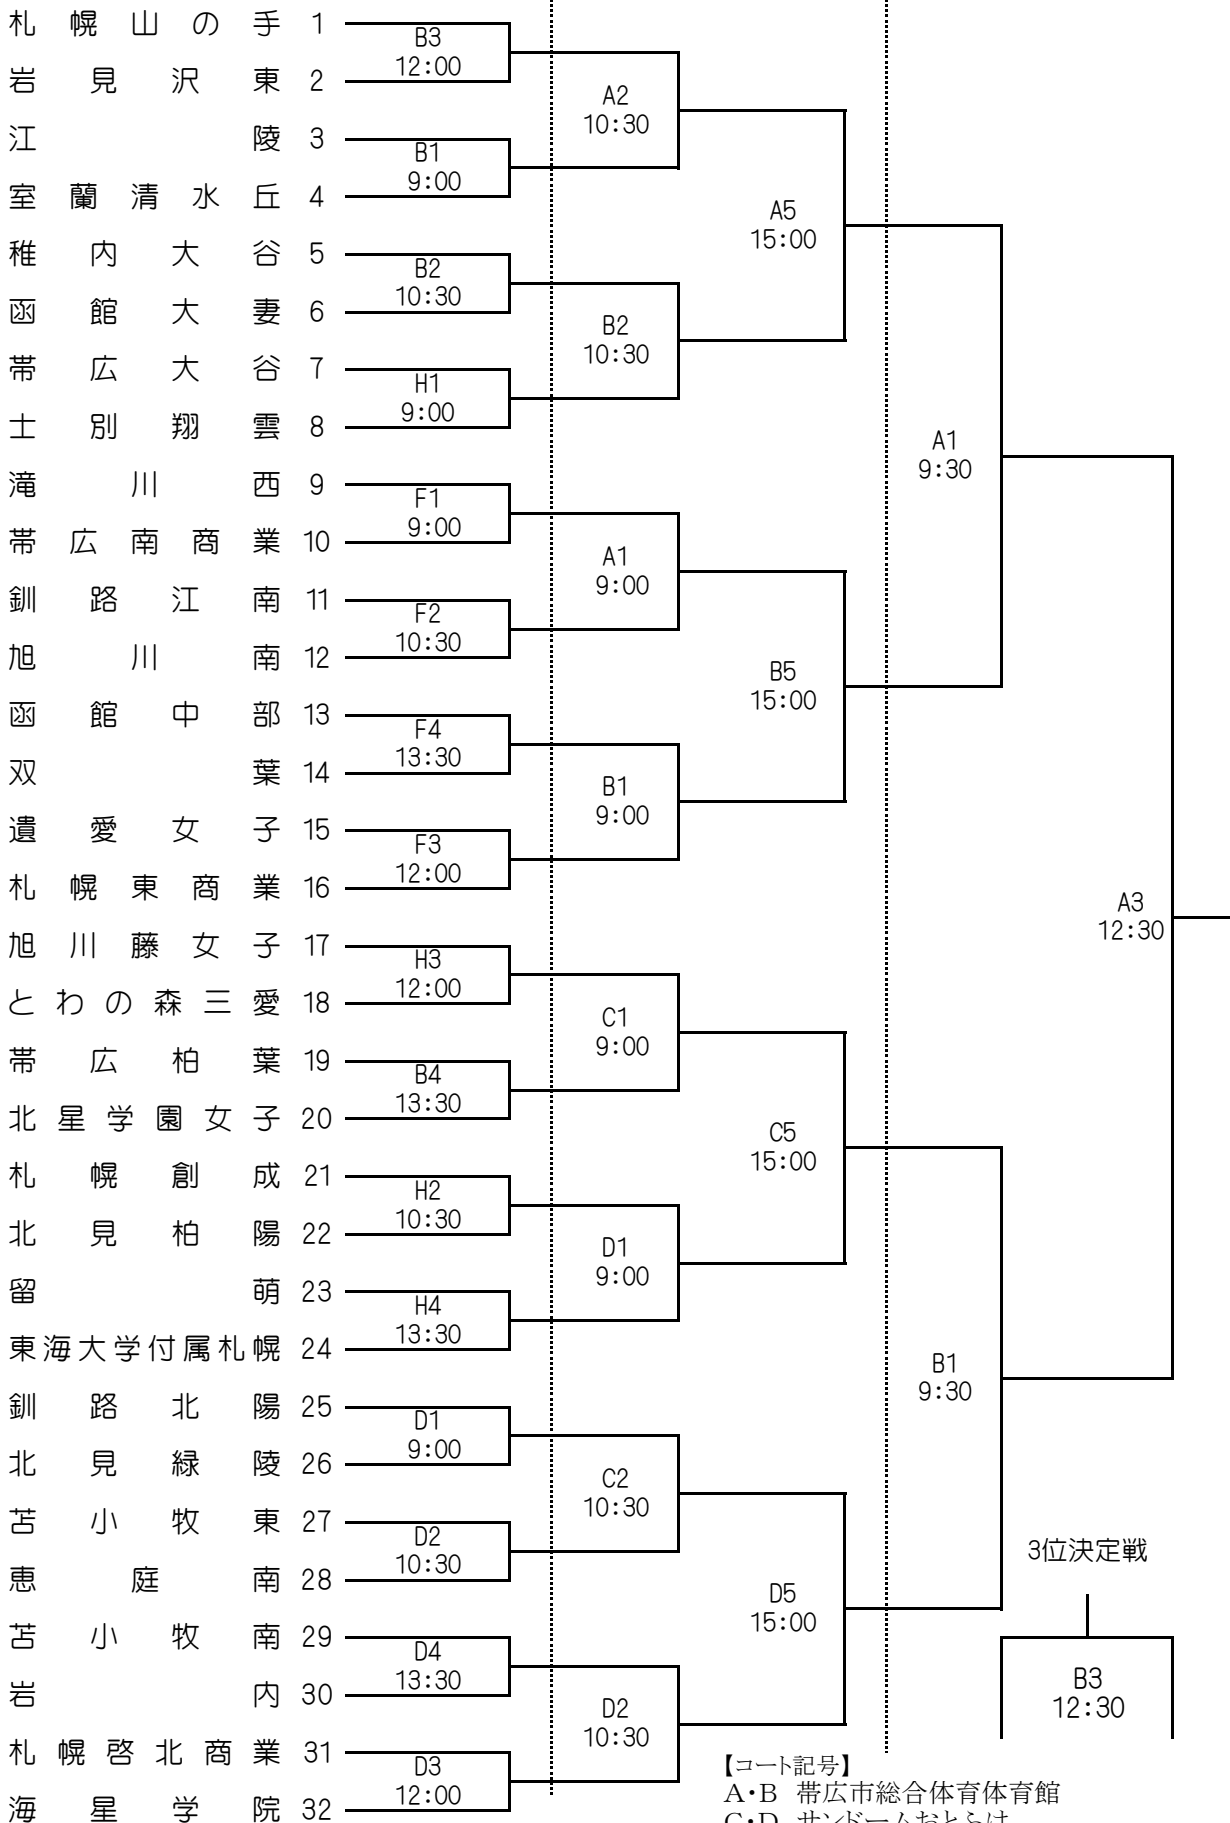 札幌山の手 1
岩見沢東 2
江陵 3
室蘭清水丘 4
稚内大谷 5
函館大妻 6
帯広大谷 7
士別翔雲 8
滝川西 9
帯広南商業 10
釧路江南 11
旭川南 12
函館中部 13
双葉 14
遺愛女子 15
札幌東商業 16
旭川藤女子 17
とわの森三愛 18
帯広柏葉 19
北星学園女子 20
札幌創成 21
北見柏陽 22
留萌 23
東海大学付属札幌 24
釧路北陽 25
北見緑陵 26
苫小牧東 27
恵庭南 28
苫小牧南 29
岩内 30
札幌啓北商業 31
海星学院 32
B3
12:00
B1
9:00
B2
10:30
H1
9:00
F1
9:00
F2
10:30
F4
13:30
F3
12:00
H3
12:00
B4
13:30
H2
10:30
H4
13:30
D1
9:00
D2
10:30
D4
13:30
D3
12:00
A2
10:30
B2
10:30
A1
9:00
B1
9:00
C1
9:00
D1
9:00
C2
10:30
D2
10:30
A5
15:00
B5
15:00
C5
15:00
D5
15:00
A1
9:30
B1
9:30
A3
12:30
3位決定戦
B3
12:30
【コート記号】
A・B 帯広市総合体育体育館
C・D サンドームおとふけ